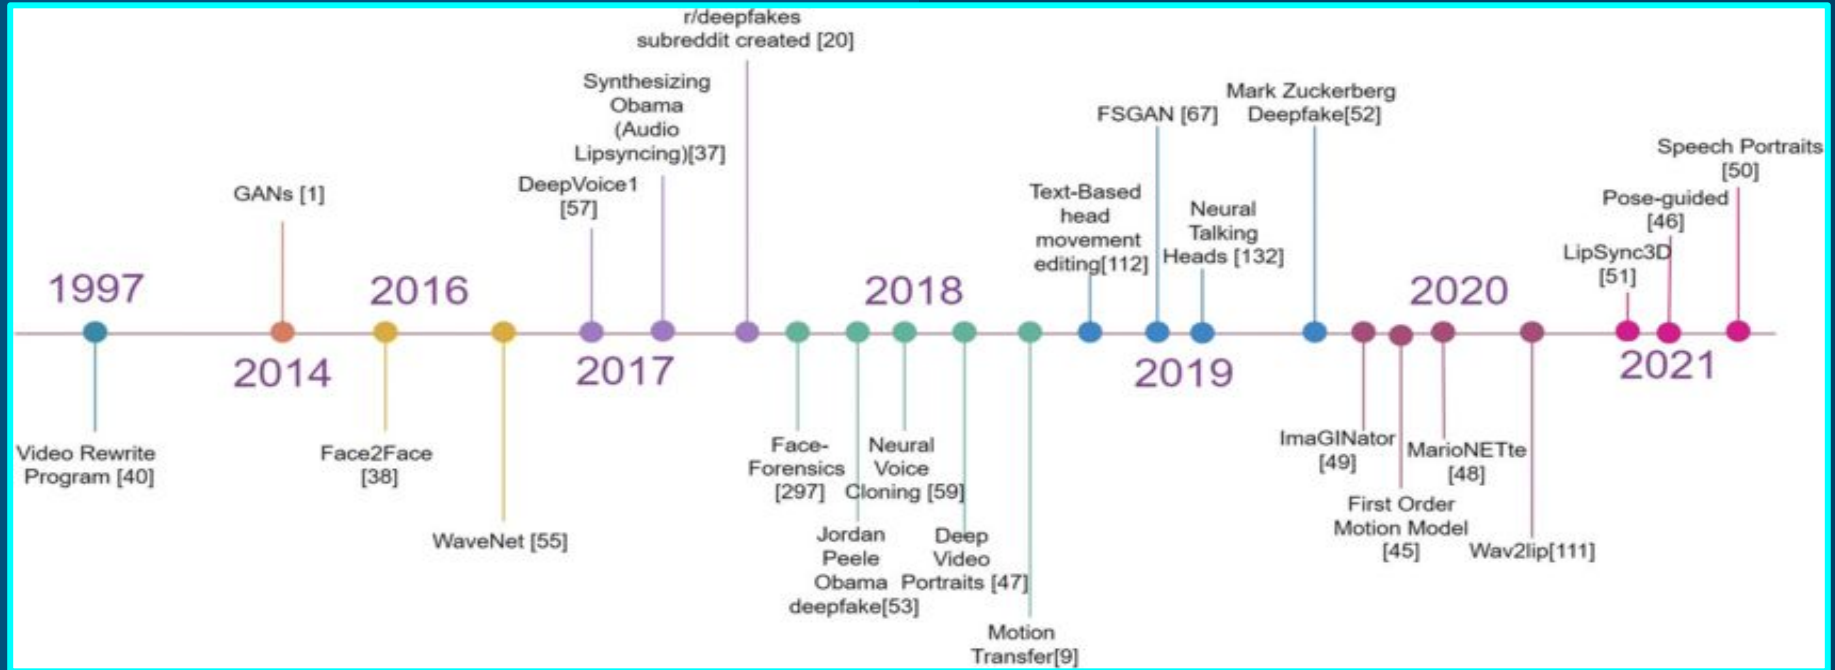 r/deepfakes
subreddit created [20]
Synthesizing
Obama
(Audio
Lipsyncing)[37]
Mark Zuckerberg
Deepfake[52]
FSGAN [67]
Speech Portraits
[50]
GANs [1]
DeepVoice1
[57]
Text-Based
head
movement
editing[112]
Neural
Talking
Heads [132]
Pose-guided
[46]
LipSync3D
[51]
1997
2016
2018
2020
2014
2017
2019
2021
Video Rewrite
Program [40]
Face2Face
[38]
WaveNet [55]
Face-
Forensics
[297]
Neural
Voice
Cloning [59]
Jordan
Peele
Obama
deepfake[53]
Deep
Video
Portraits [47]
Motion
Transfer[9]
ImaGINator
[49]
MarioNETte
[48]
First Order
Motion Model
[45]
Wav2lip[111]